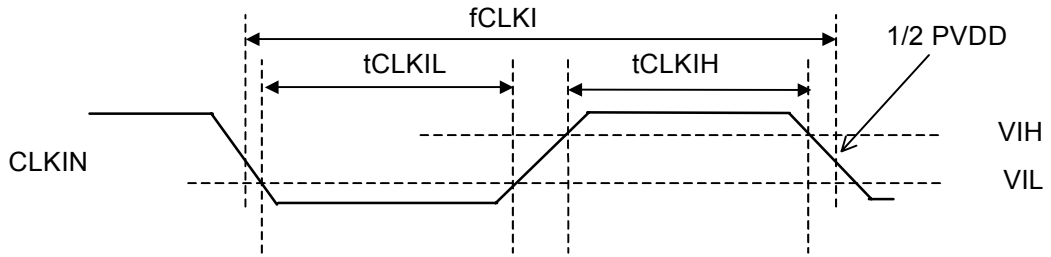 fCLKI
1/2 PVDD
tCLKIL
tCLKIH
VIH
CLKIN
VIL